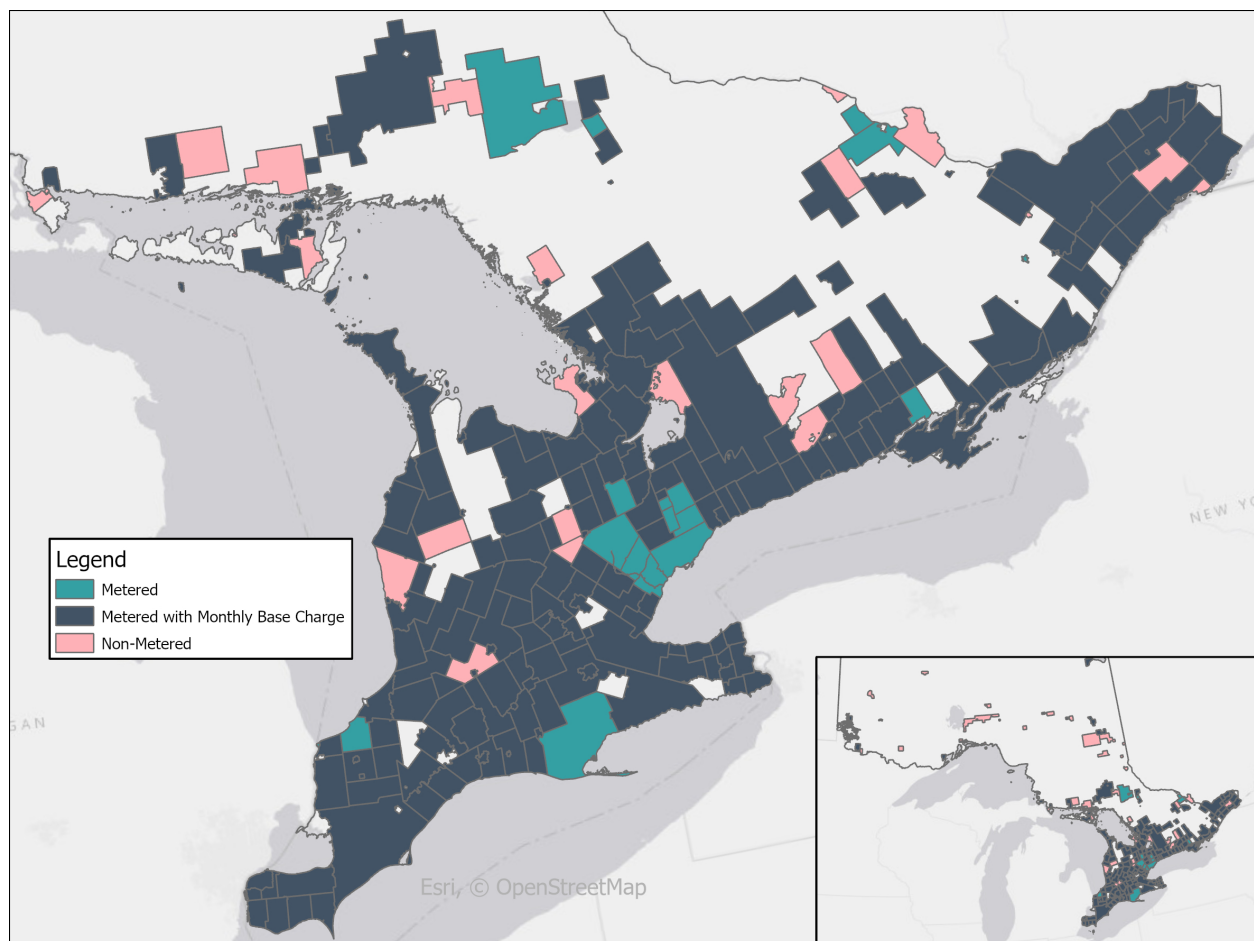 NEW YO
Legend
Metered
Metered with Monthly Base Charge
Non-Metered
GAN
Esri, © OpenStreetMap